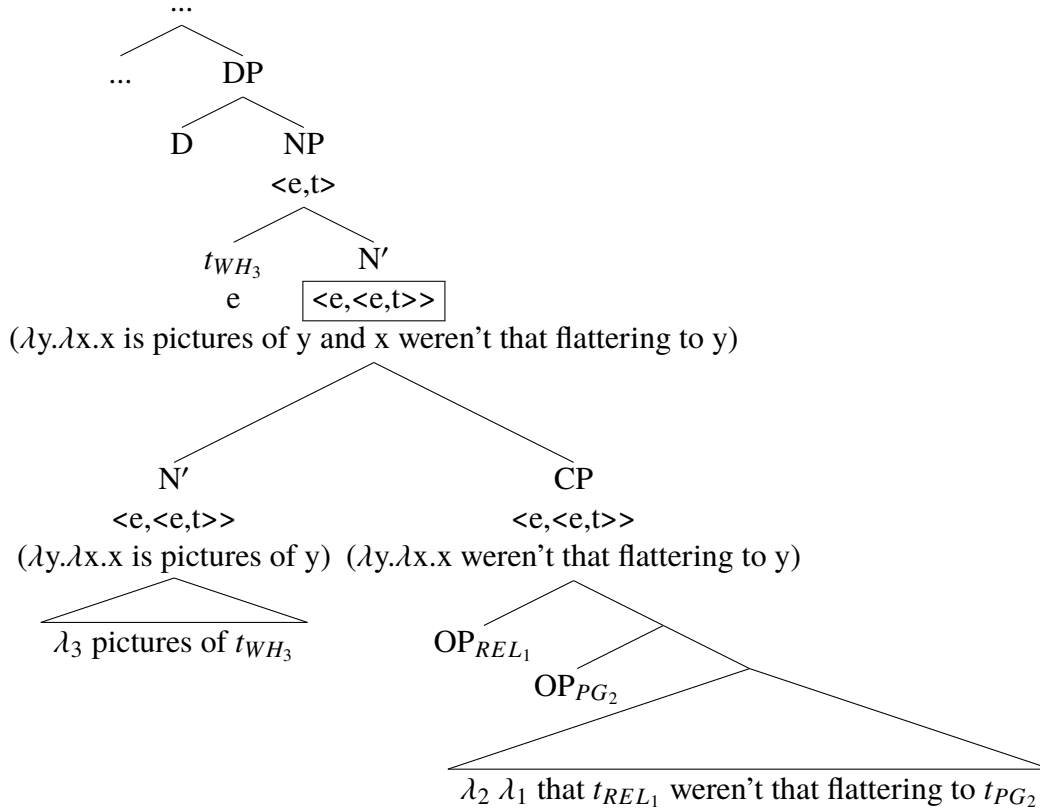 ...
... DP
D NP
<e,t>
t_{WH_3} N′
e <e,<e,t>>
(λy.λx.x is pictures of y and x weren't that flattering to y)
N′ CP
<e,<e,t>> <e,<e,t>>
(λy.λx.x is pictures of y) (λy.λx.x weren't that flattering to y)
λ_3 pictures of t_{WH_3} OP_{REL_1}
OP_{PG_2}
λ_2 λ_1 that t_{REL_1} weren't that flattering to t_{PG_2}